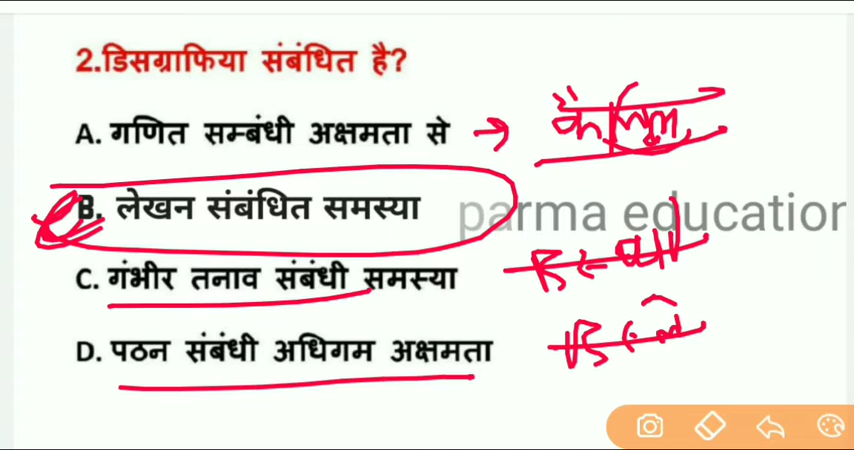 2.डिसग्राफिया संबंधित है?
A. गणित सम्बंधी अक्षमता से
B. लेखन संबंधित समस्या
parma education
C. गंभीर तनाव संबंधी समस्या
D. पठन संबंधी अधिगम अक्षमता